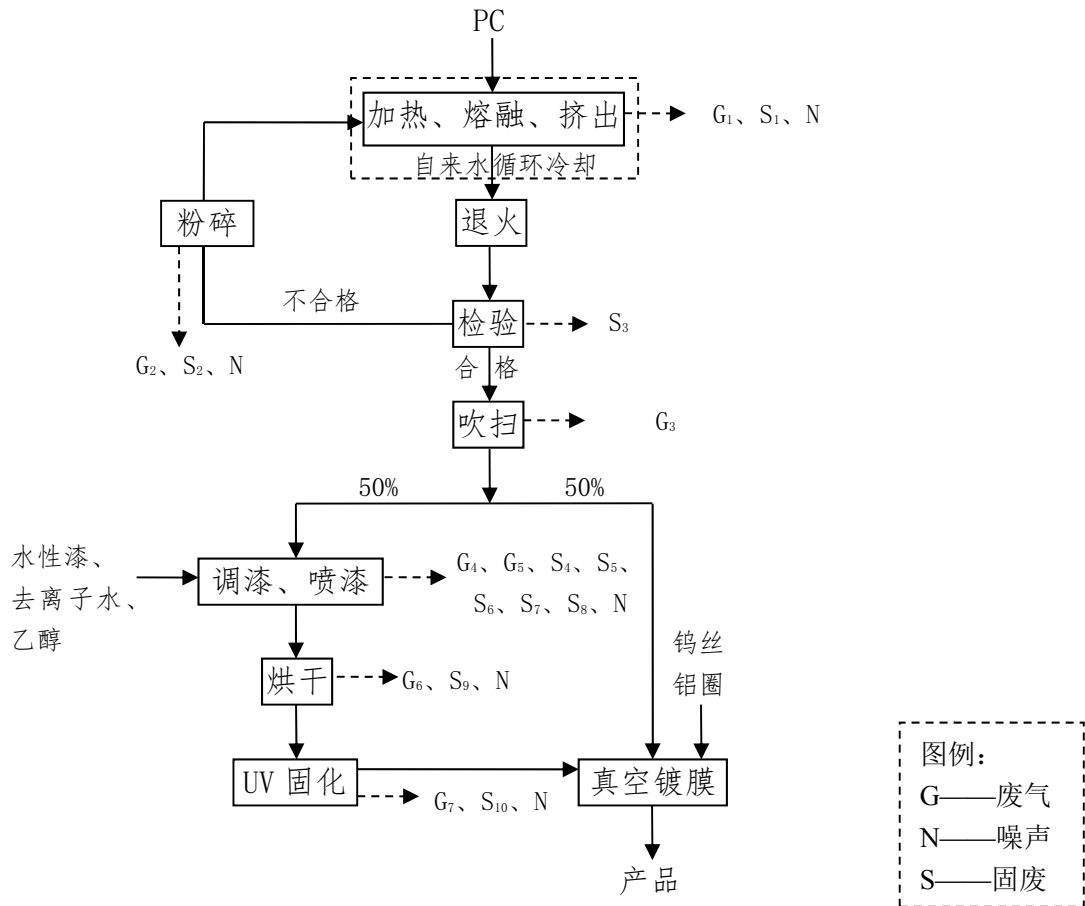 PC
加热、熔融、挤出
G₁、S₁、N
自来水循环冷却
粉碎
退火
不合格
检验
S₃
G₂、S₂、N
合格
吹扫
G₃
50%
50%
水性漆、
去离子水、
乙醇
调漆、喷漆
G₄、G₅、S₄、S₅、
S₆、S₇、S₈、N
钨丝
铝圈
烘干
G₆、S₉、N
UV 固化
G₇、S₁₀、N
真空镀膜
产品
图例：
G——废气
N——噪声
S——固废